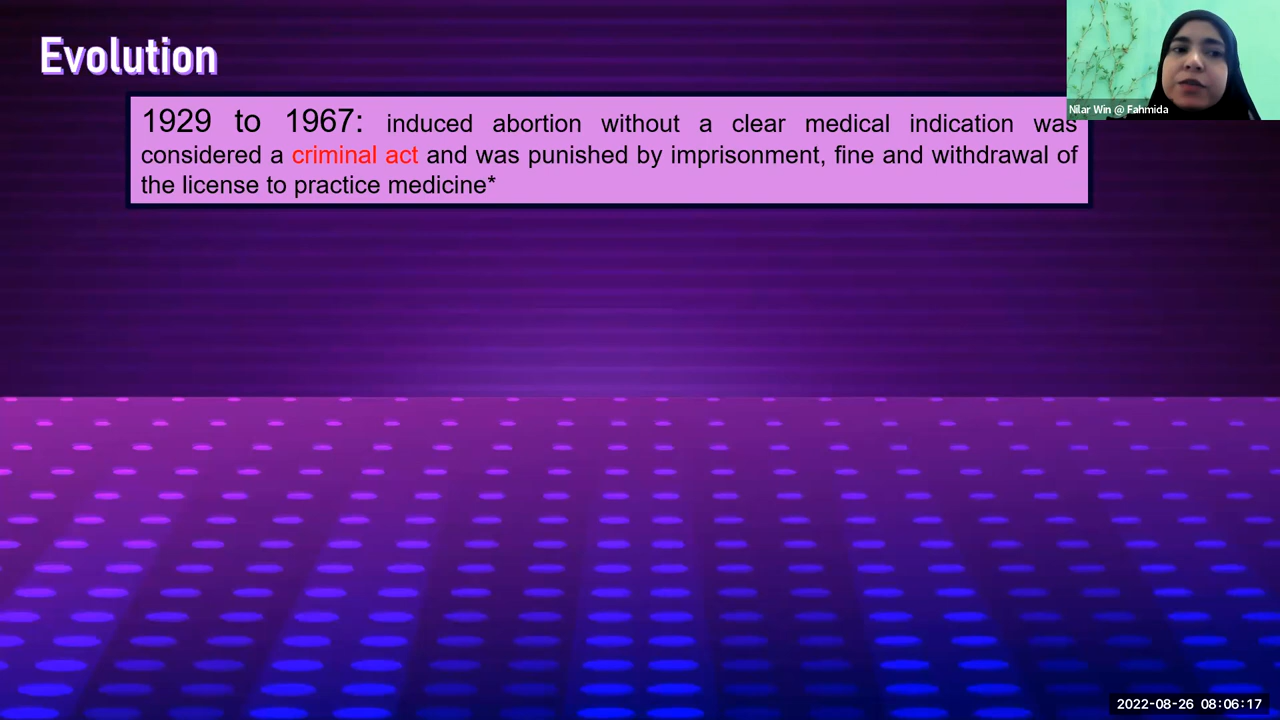 Evolution
1929 to 1967: induced abortion without a clear medical indication was
considered a criminal act and was punished by imprisonment, fine and withdrawal of
the license to practice medicine*
Nilar Win @ Fahmida
2022-08-26 08:06:17